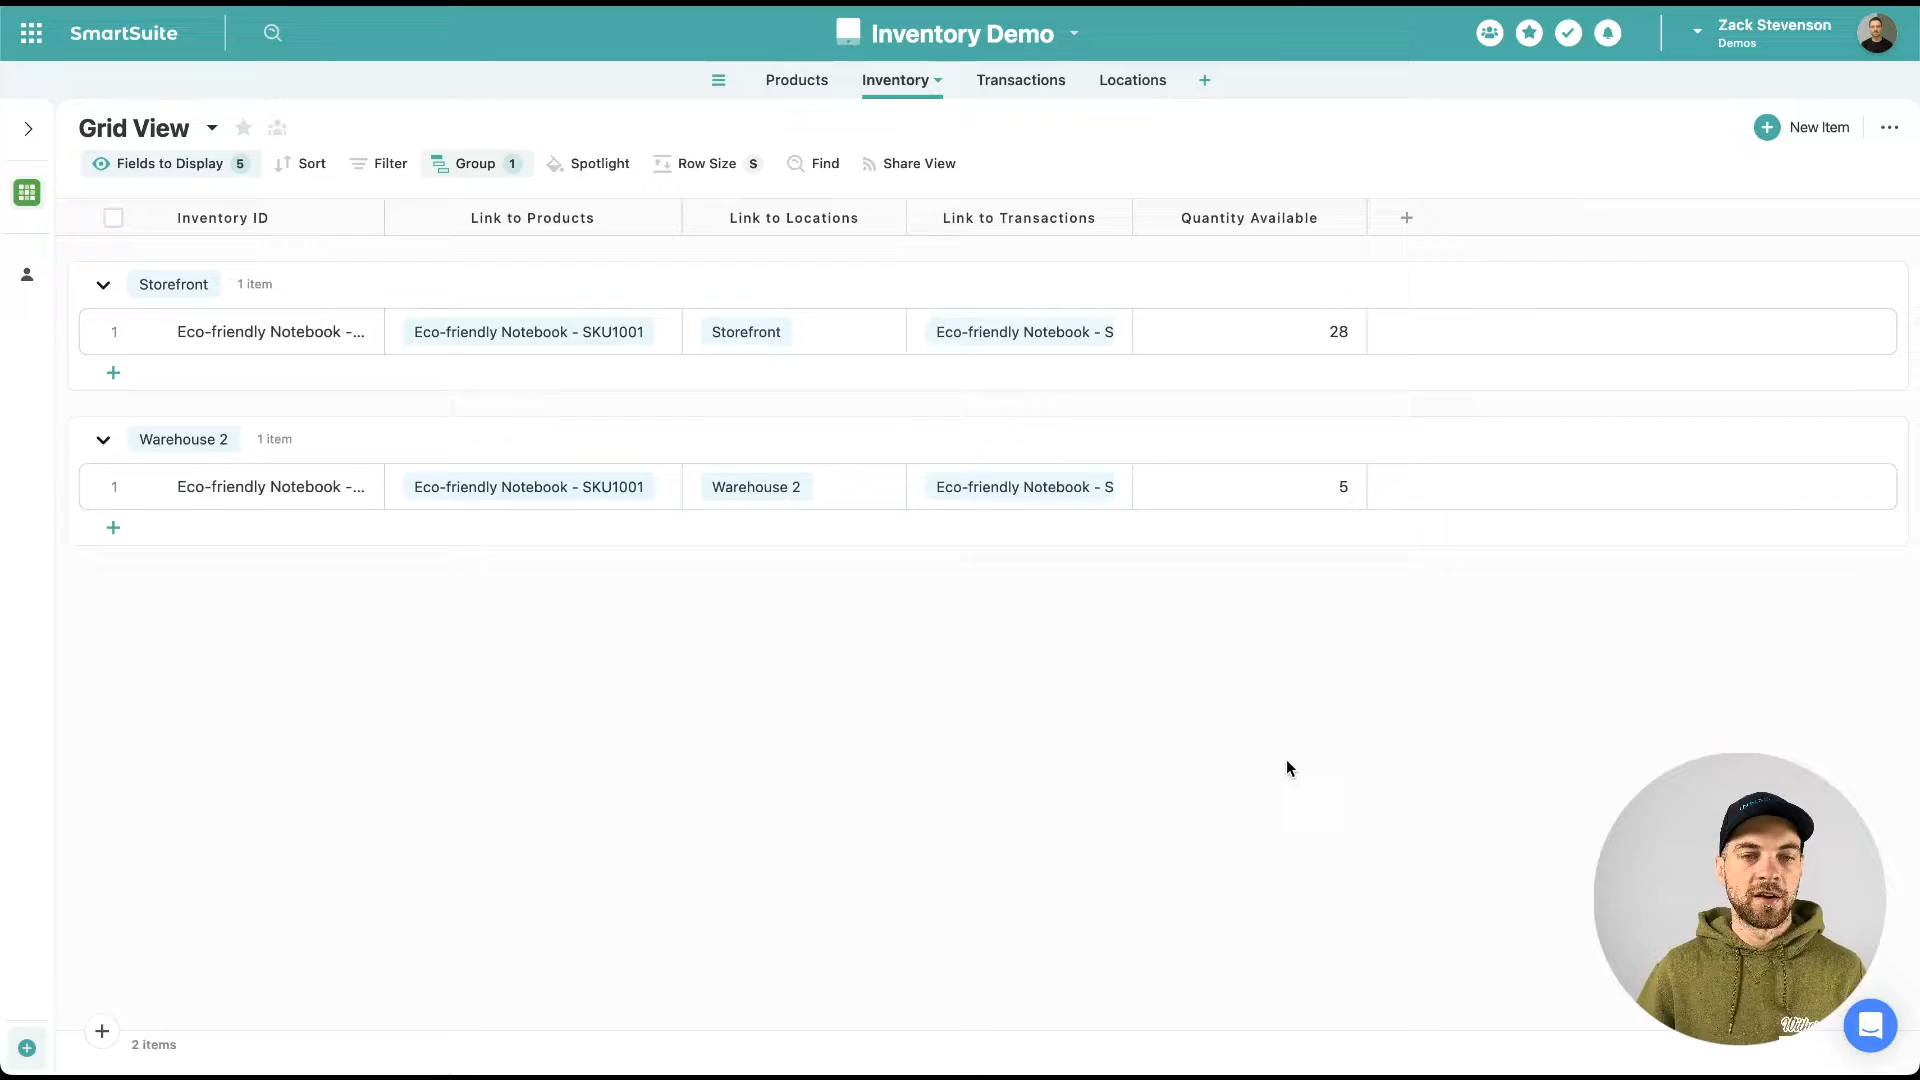 SmartSuite
Inventory Demo
Zack Stevenson
Demos
Products
Inventory
Transactions
Locations
Grid View
New Item
Fields to Display 5
Sort
Filter
Group 1
Spotlight
Row Size S
Find
Share View
Inventory ID
Link to Products
Link to Locations
Link to Transactions
Quantity Available
Storefront 1 item
1 Eco-friendly Notebook -... Eco-friendly Notebook - SKU1001 Storefront Eco-friendly Notebook - S 28
Warehouse 2 1 item
1 Eco-friendly Notebook -... Eco-friendly Notebook - SKU1001 Warehouse 2 Eco-friendly Notebook - S 5
2 items